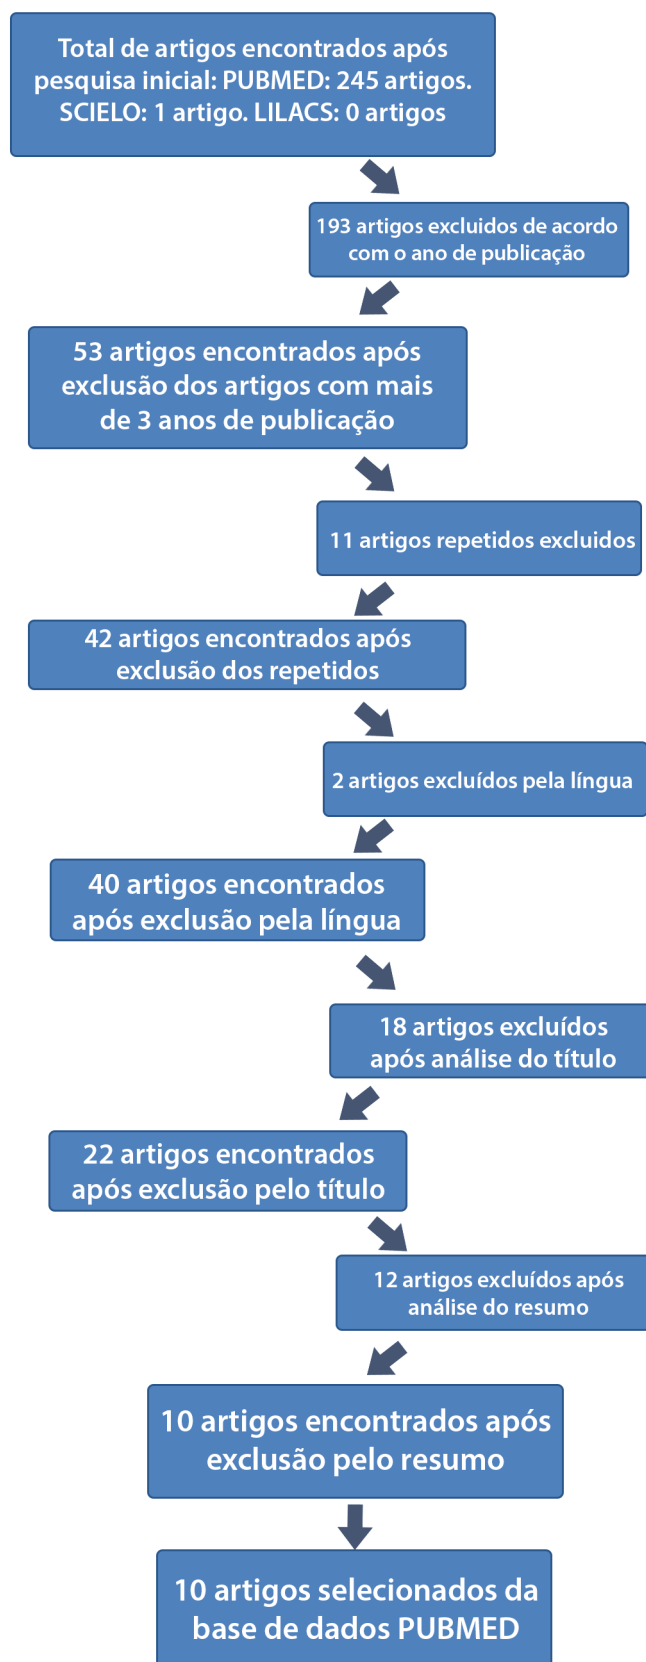 Total de artigos encontrados após
pesquisa inicial: PUBMED: 245 artigos.
SCIELO: 1 artigo. LILACS: 0 artigos
193 artigos excluidos de acordo
com o ano de publicação
53 artigos encontrados após
exclusão dos artigos com mais
de 3 anos de publicação
11 artigos repetidos excluidos
42 artigos encontrados após
exclusão dos repetidos
2 artigos excluídos pela língua
40 artigos encontrados
após exclusão pela língua
18 artigos excluídos
após análise do título
22 artigos encontrados
após exclusão pelo título
12 artigos excluídos após
análise do resumo
10 artigos encontrados após
exclusão pelo resumo
10 artigos selecionados da
base de dados PUBMED